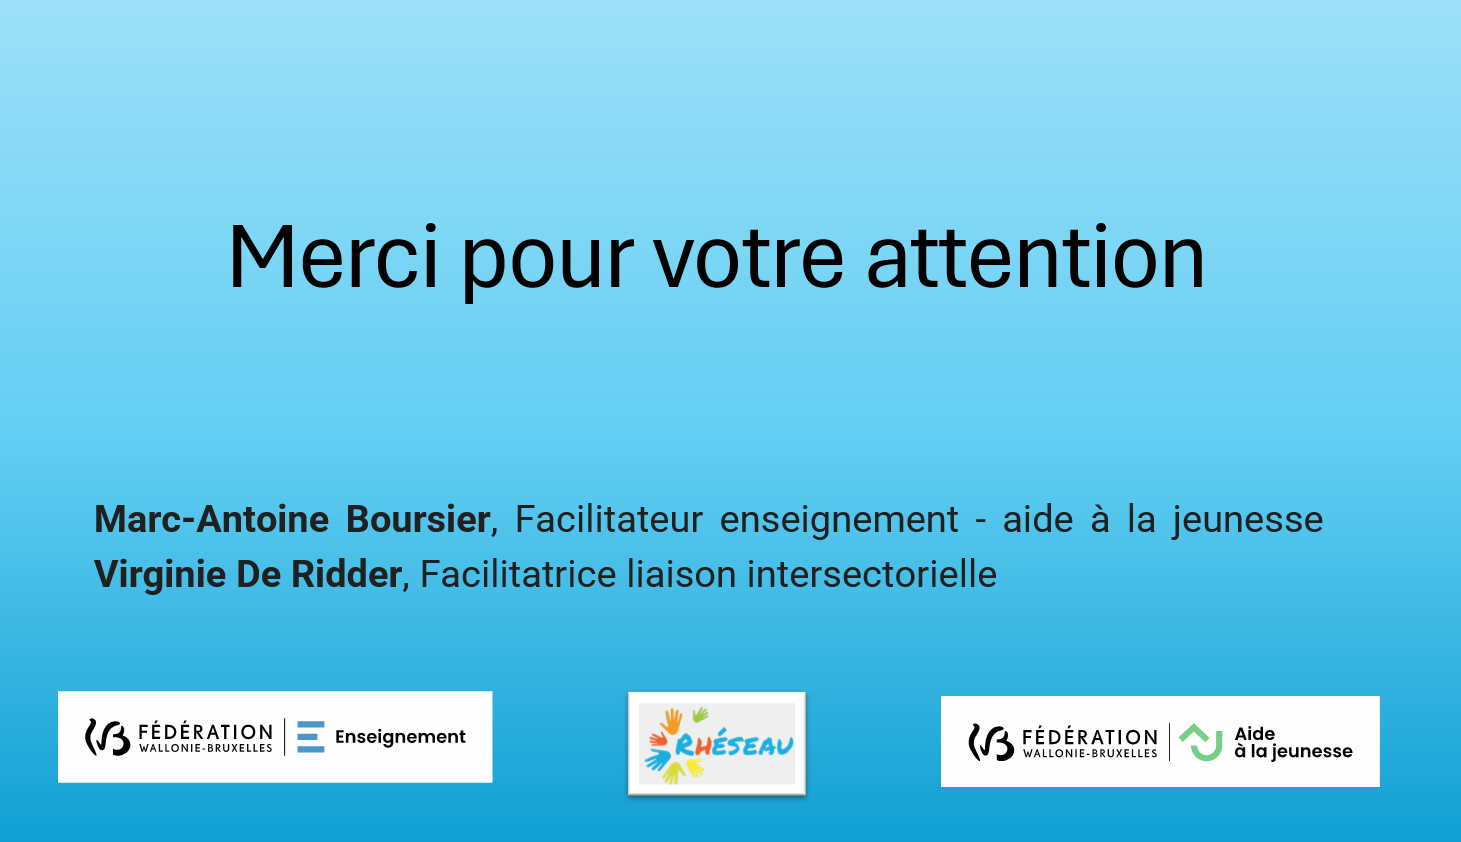 Merci pour votre attention
Marc-Antoine Boursier, Facilitateur enseignement - aide à la jeunesse
Virginie De Ridder, Facilitatrice liaison intersectorielle
FÉDÉRATION
WALLONIE-BRUXELLES
Enseignement
RHÉSEAU
FÉDÉRATION
WALLONIE-BRUXELLES
Aide
à la jeunesse